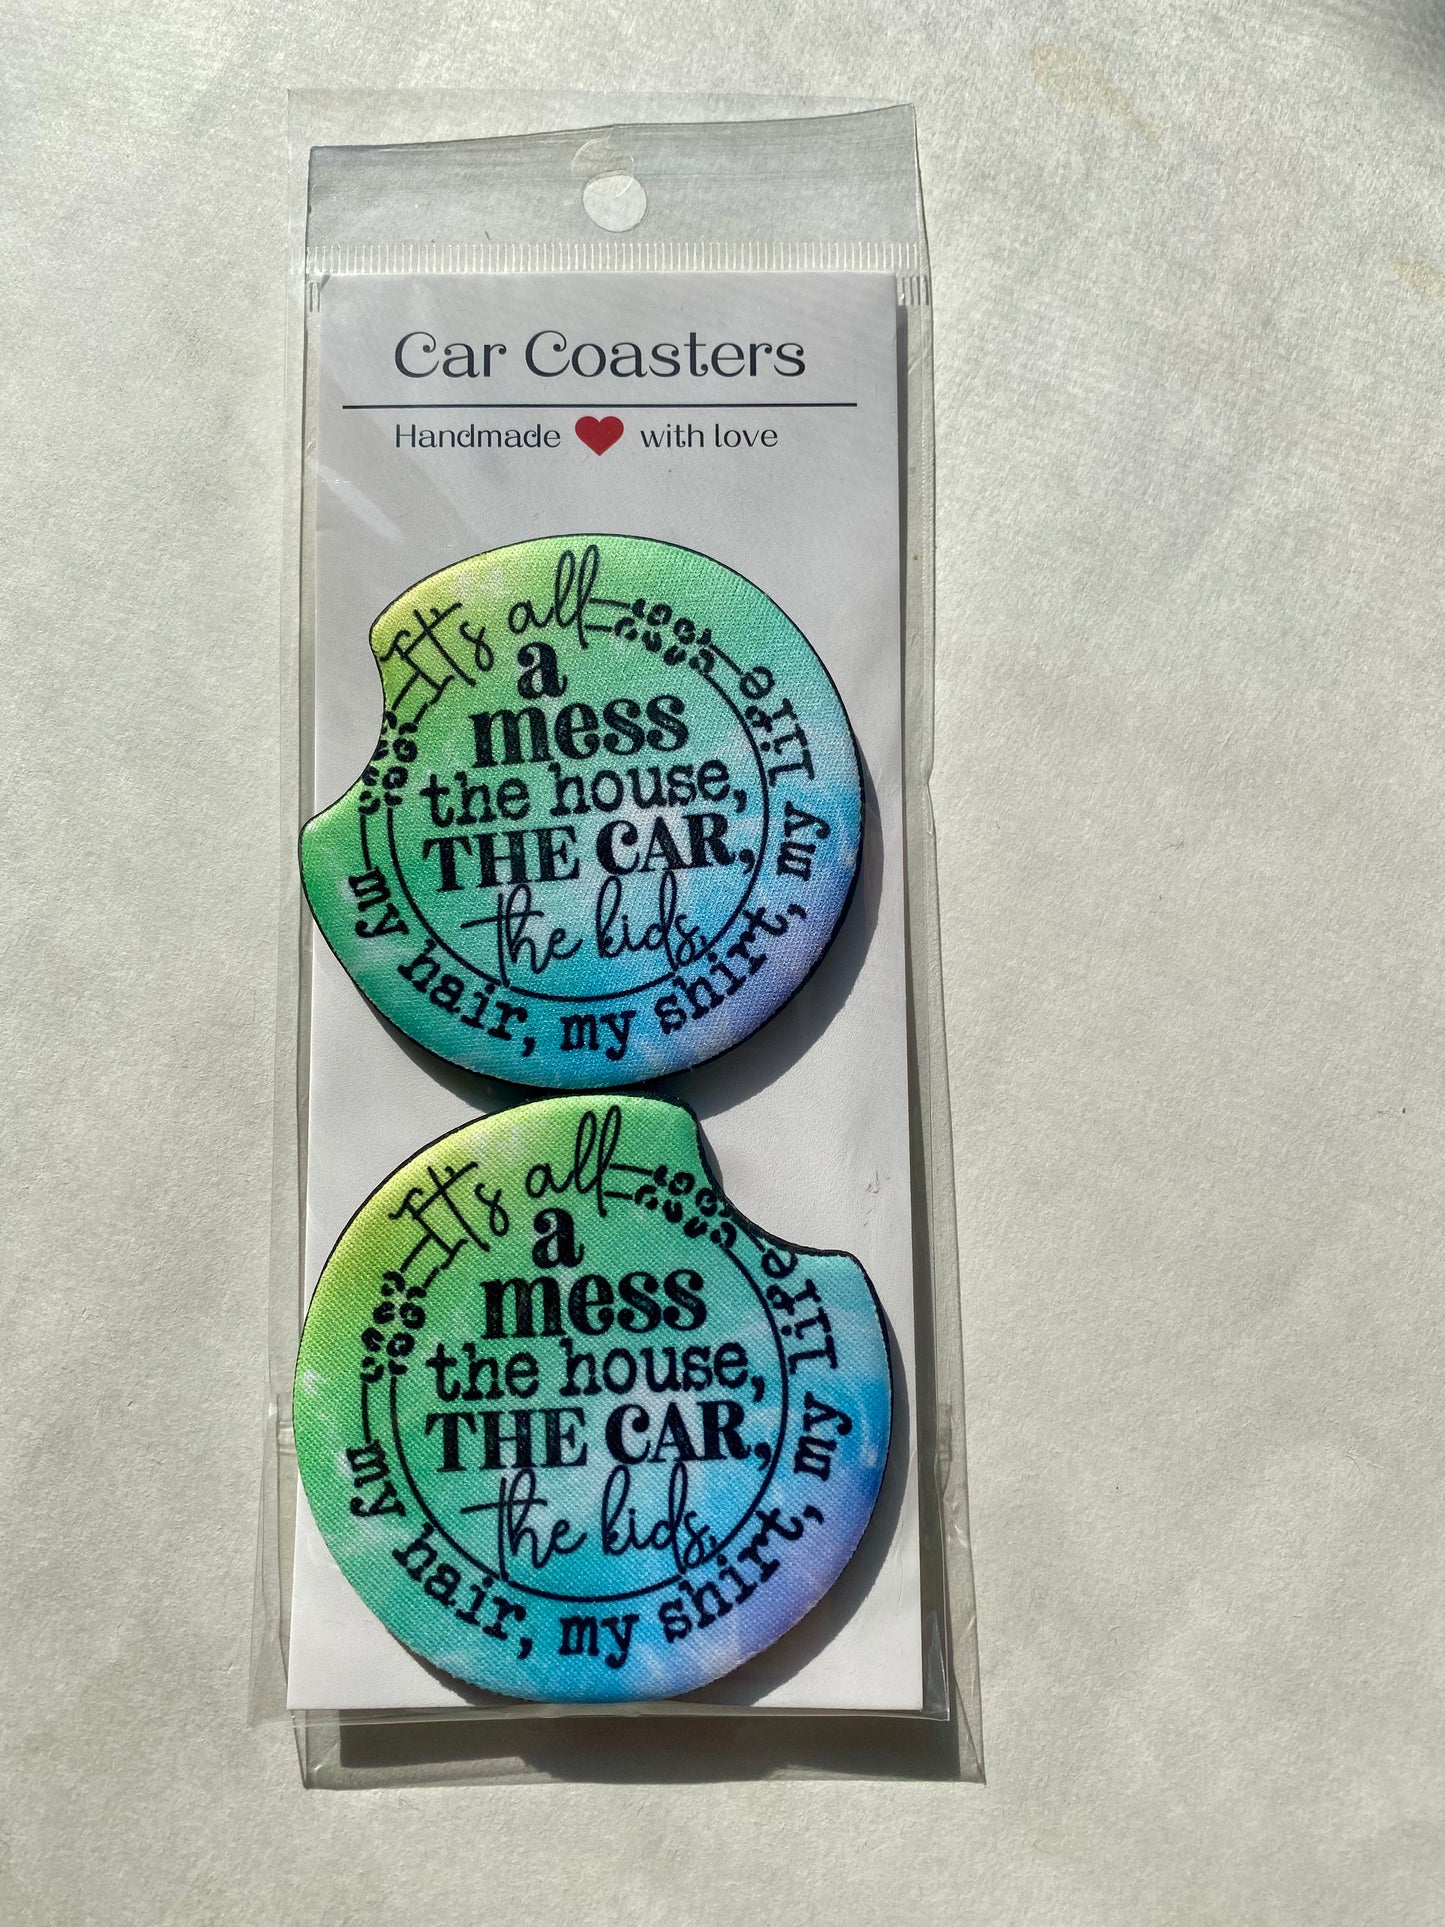 Car Coasters
Handmade ❤ with love
It's all
a
mess
the house,
THE CAR,
the kids,
my hair, my shirt, my life
It's all
a
mess
the house,
THE CAR,
the kids,
my hair, my shirt, my life